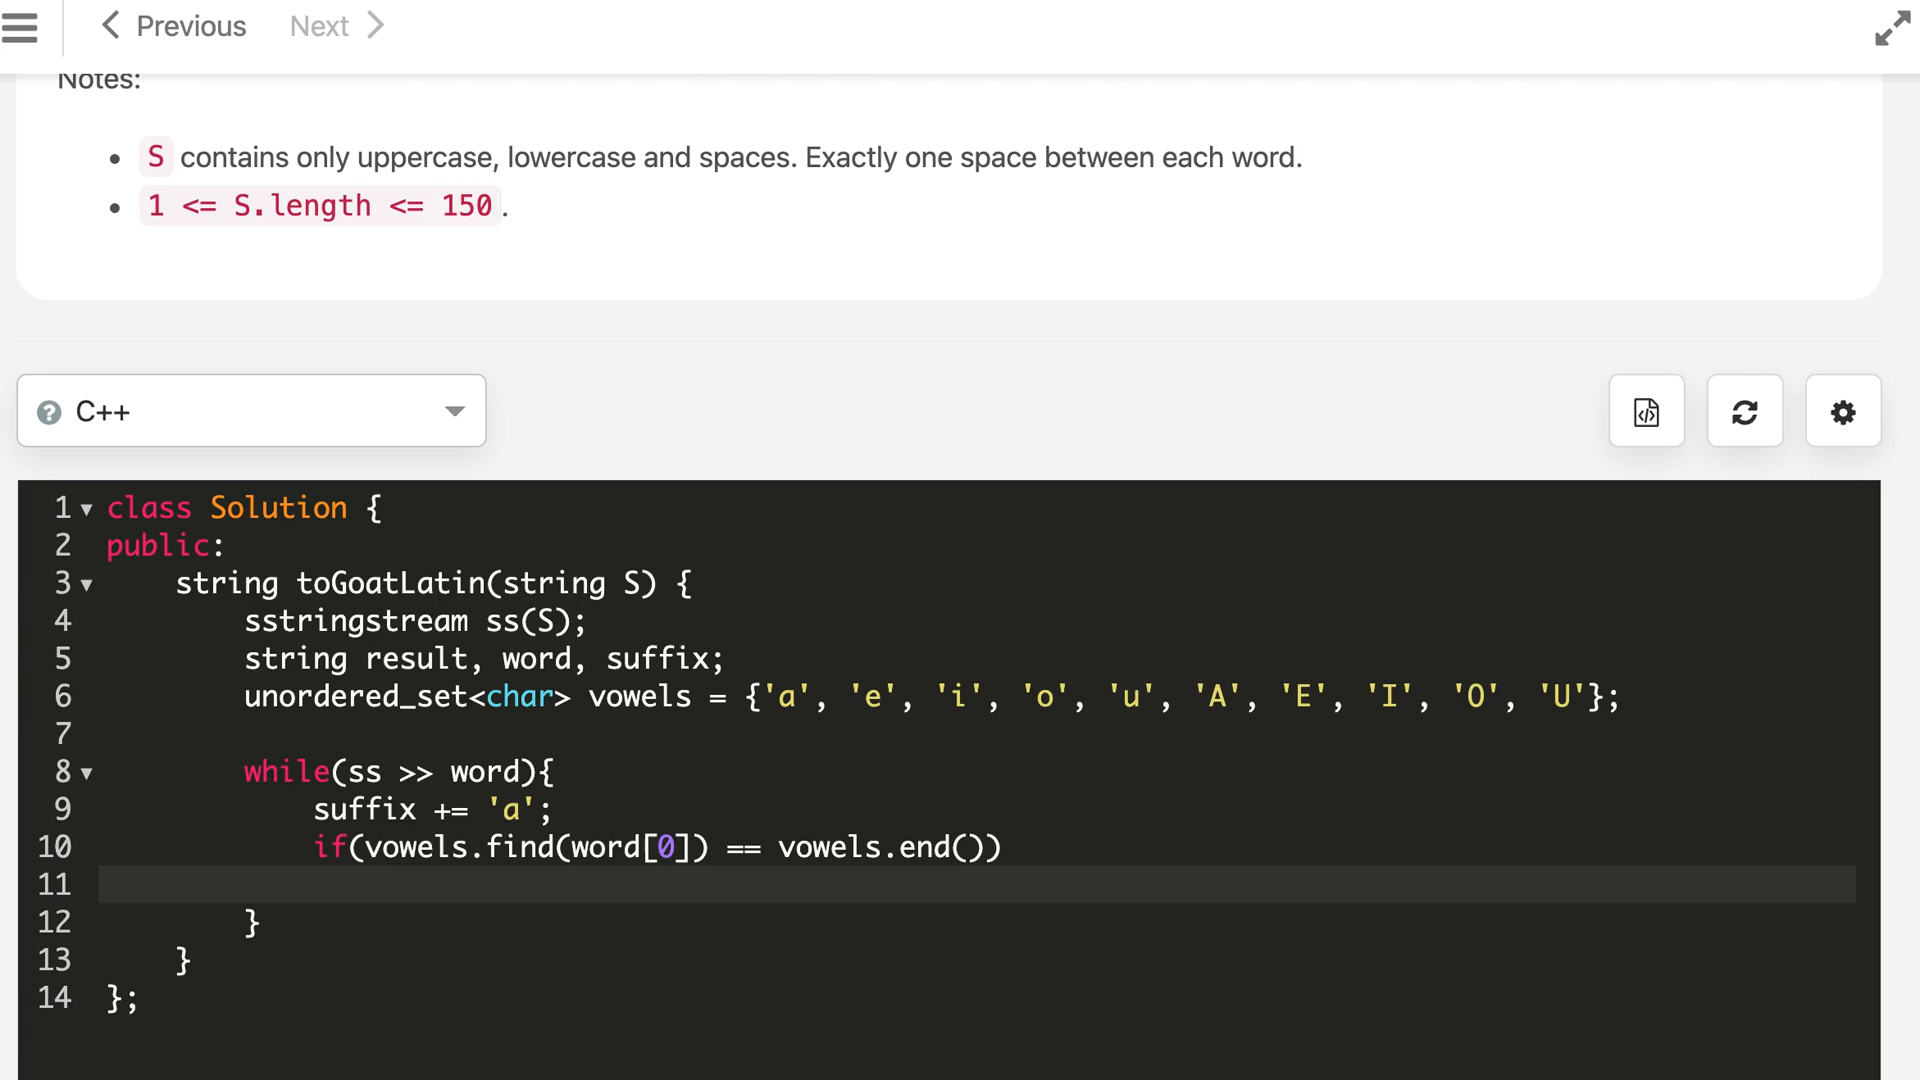 Previous Next
Notes:
S contains only uppercase, lowercase and spaces. Exactly one space between each word.
1 <= S.length <= 150.
C++
1 class Solution {
2 public:
3 string toGoatLatin(string S) {
4 sstringstream ss(S);
5 string result, word, suffix;
6 unordered_set<char> vowels = {'a', 'e', 'i', 'o', 'u', 'A', 'E', 'I', 'O', 'U'};
7
8 while(ss >> word){
9 suffix += 'a';
10 if(vowels.find(word[0]) == vowels.end())
11
12 }
13 }
14 };